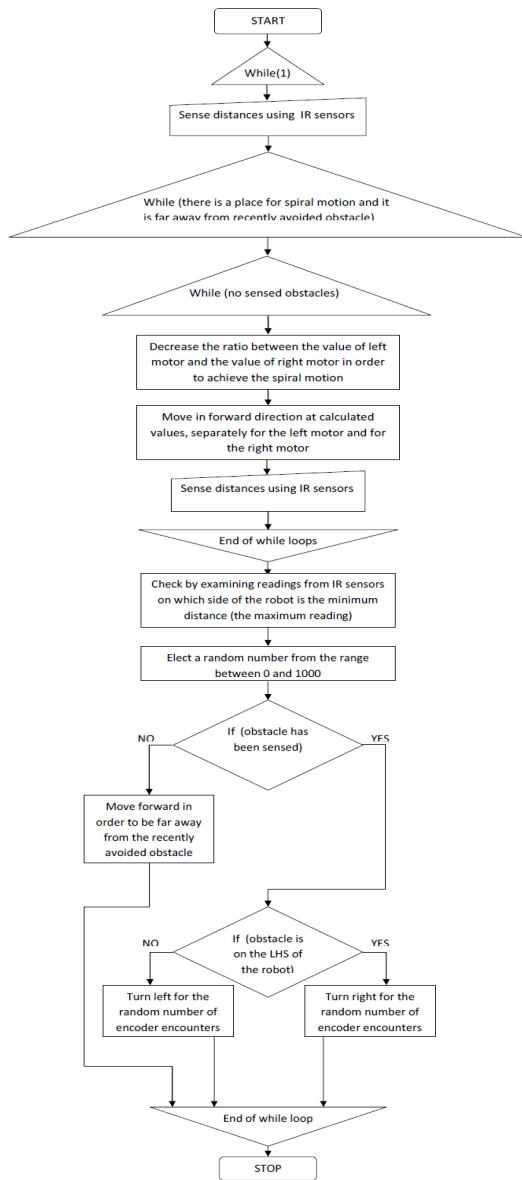 START
While(1)
Sense distances using IR sensors
While (there is a place for spiral motion and it
is far away from recently avoided obstacle)
While (no sensed obstacles)
Decrease the ratio between the value of left
motor and the value of right motor in order
to achieve the spiral motion
Move in forward direction at calculated
values, separately for the left motor and for
the right motor
Sense distances using IR sensors
End of while loops
Check by examining readings from IR sensors
on which side of the robot is the minimum
distance (the maximum reading)
Elect a random number from the range
between 0 and 1000
If (obstacle has
been sensed)
NO
YES
Move forward in
order to be far away
from the recently
avoided obstacle
If (obstacle is
on the LHS of
the robot)
NO
YES
Turn left for the
random number of
encoder encounters
Turn right for the
random number of
encoder encounters
End of while loop
STOP